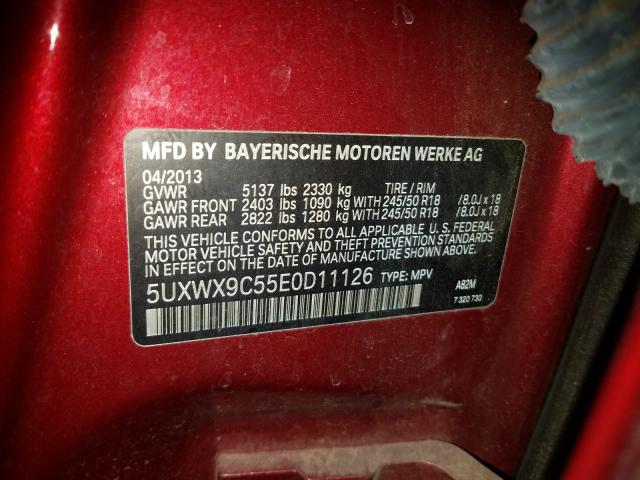 MFD BY BAYERISCHE MOTOREN WERKE AG
04/2013
GVWR 5137 lbs 2330 kg TIRE / RIM
GAWR FRONT 2403 lbs 1090 kg WITH 245/50 R18 /8.0J x 18
GAWR REAR 2822 lbs 1280 kg WITH 245/50 R18 /8.0J x 18
THIS VEHICLE CONFORMS TO ALL APPLICABLE U. S. FEDERAL
MOTOR VEHICLE SAFETY AND THEFT PREVENTION STANDARDS
IN EFFECT ON THE DATE OF MANUFACTURE SHOWN ABOVE.
5UXWX9C55E0D11126 TYPE: MPV A82M
7 320 730